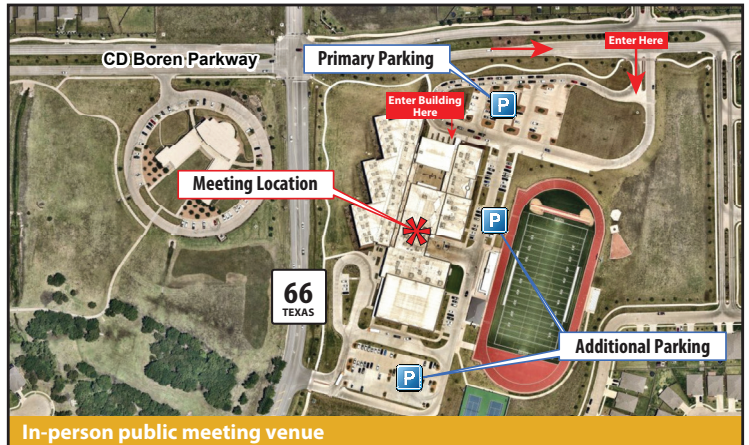 CD Boren Parkway
Primary Parking
Enter Here
P
Enter Building
Here
Meeting Location
P
66
TEXAS
Additional Parking
P
In-person public meeting venue